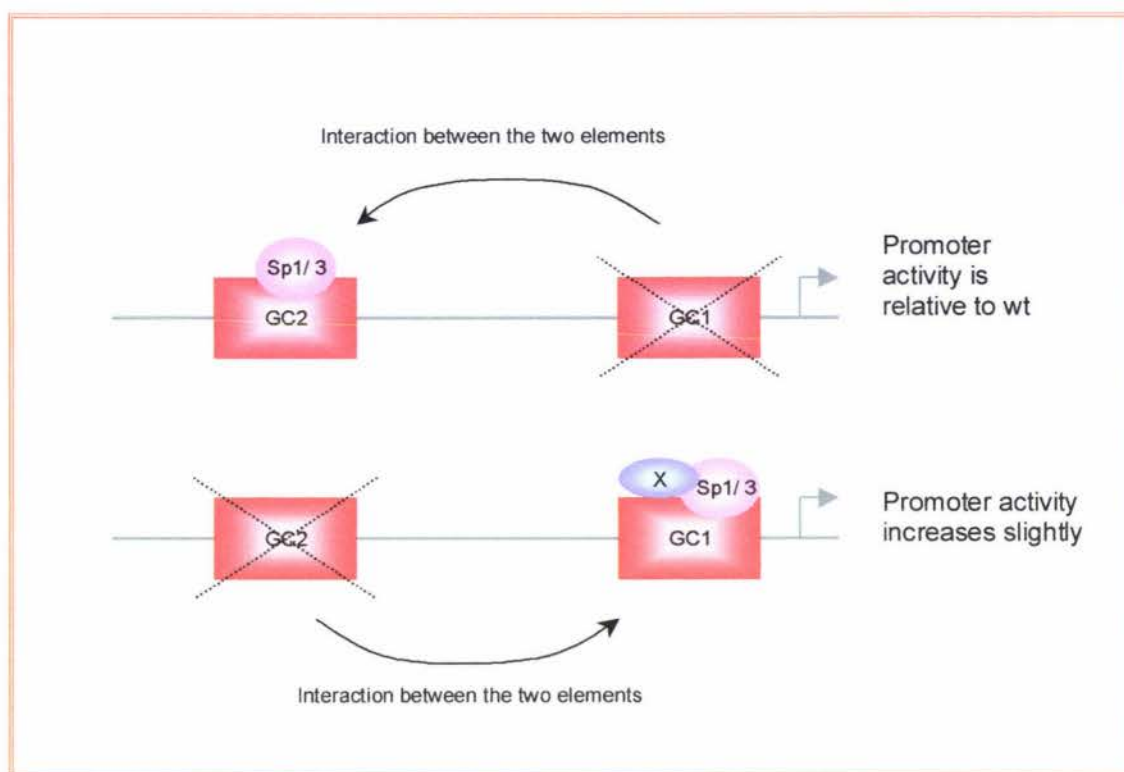 Interaction between the two elements
Sp1/ 3
GC2
GC1
Promoter
activity is
relative to wt
X
Sp1/ 3
GC2
GC1
Promoter activity
increases slightly
Interaction between the two elements